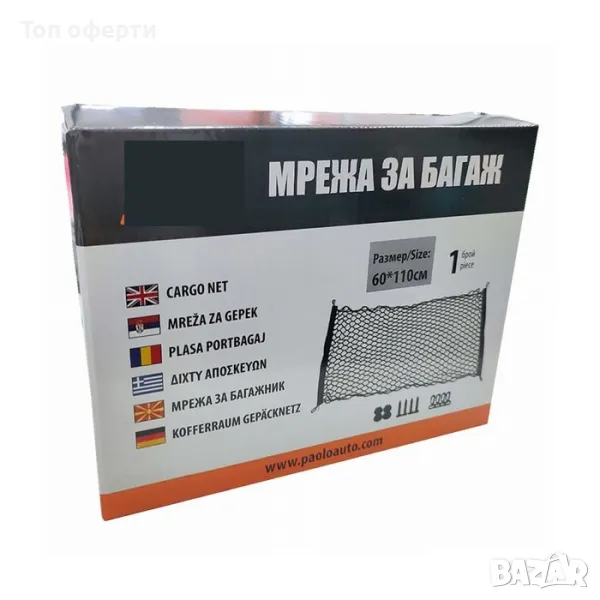 Топ оферти
МРЕЖА ЗА БАГАЖ
Размер/Size:
60*110см
1 брой
piece
CARGO NET
MREŽA ZA GEPEK
PLASA PORTBAGAJ
ΔΙΧΤΥ ΑΠΟΣΚΕΥΩΝ
МРЕЖА ЗА БАГАЖНИК
KOFFERRAUM GEPÄCKNETZ
www.paoloauto.com
BAZAR